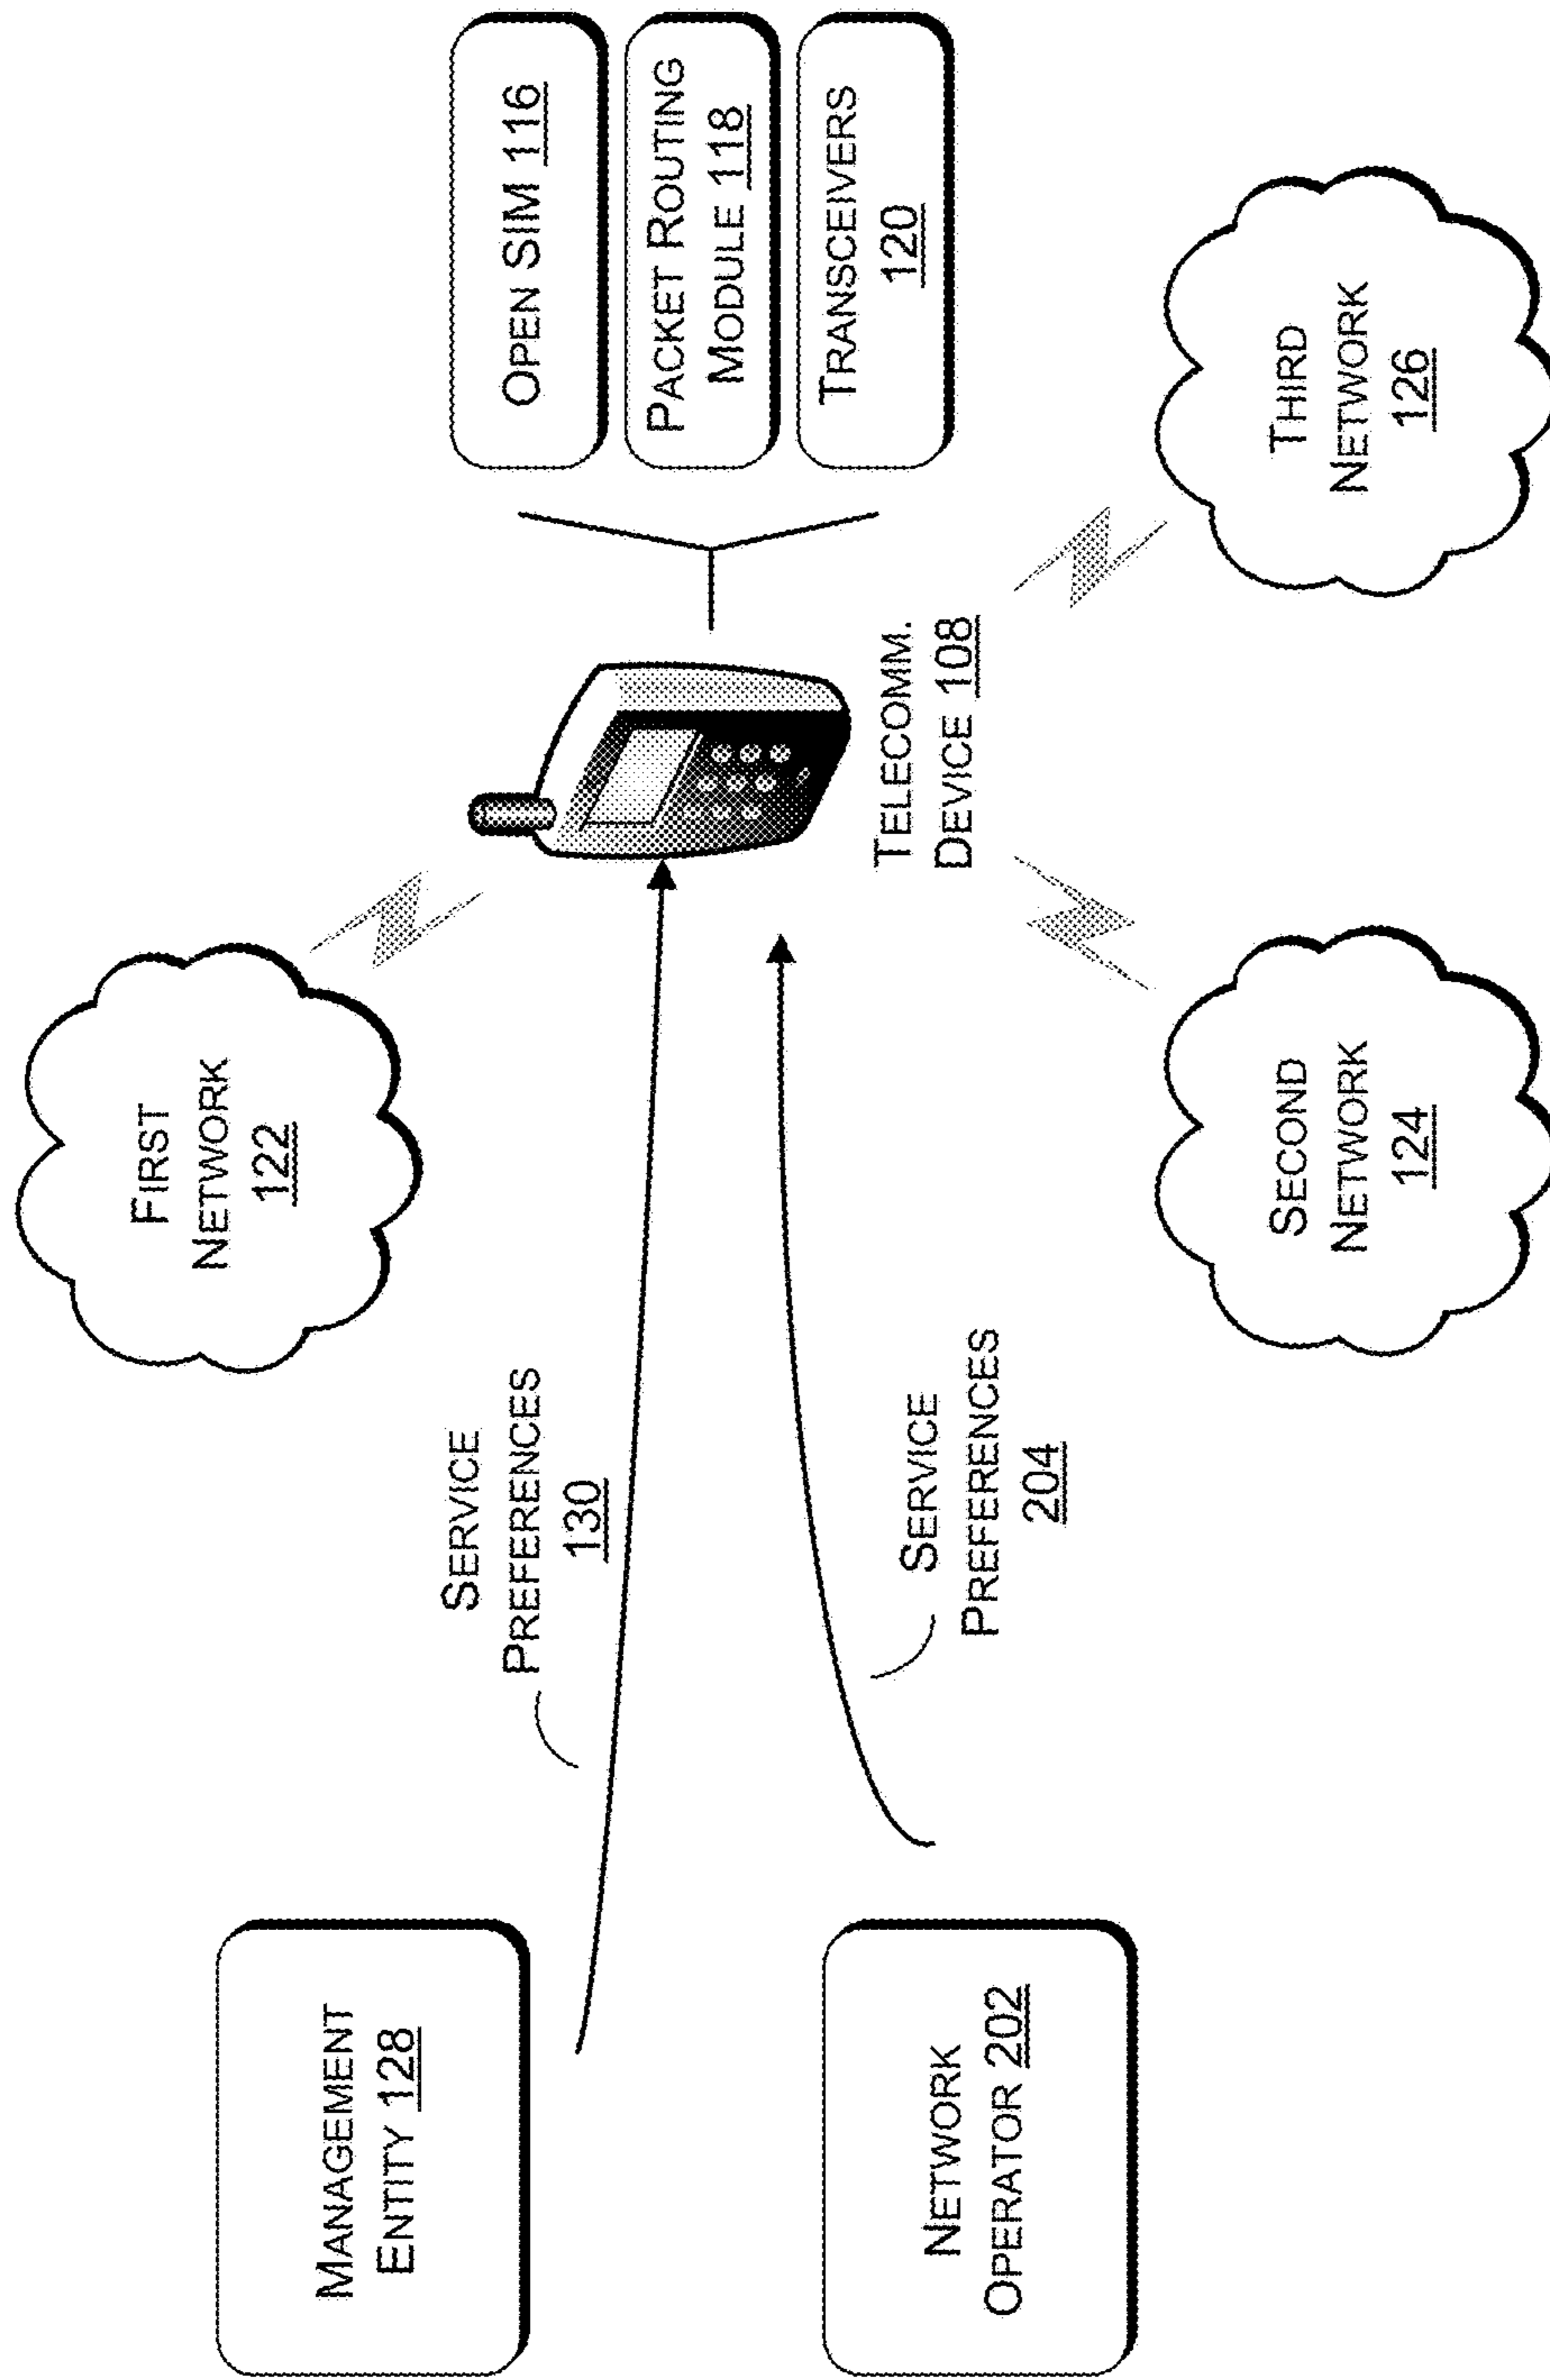 MANAGEMENT
ENTITY 128
NETWORK
OPERATOR 202
SERVICE
PREFERENCES
130
SERVICE
PREFERENCES
204
FIRST
NETWORK
122
SECOND
NETWORK
124
TELECOMM.
DEVICE 108
THIRD
NETWORK
126
OPEN SIM 116
PACKET ROUTING
MODULE 118
TRANSCEIVERS
120